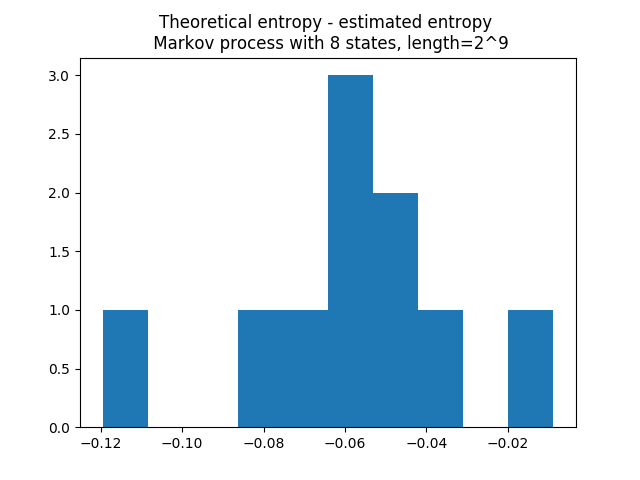 Theoretical entropy - estimated entropy
Markov process with 8 states, length=2^9
3.0
2.5
2.0
1.5
1.0
0.5
0.0
−0.12 −0.10 −0.08 −0.06 −0.04 −0.02